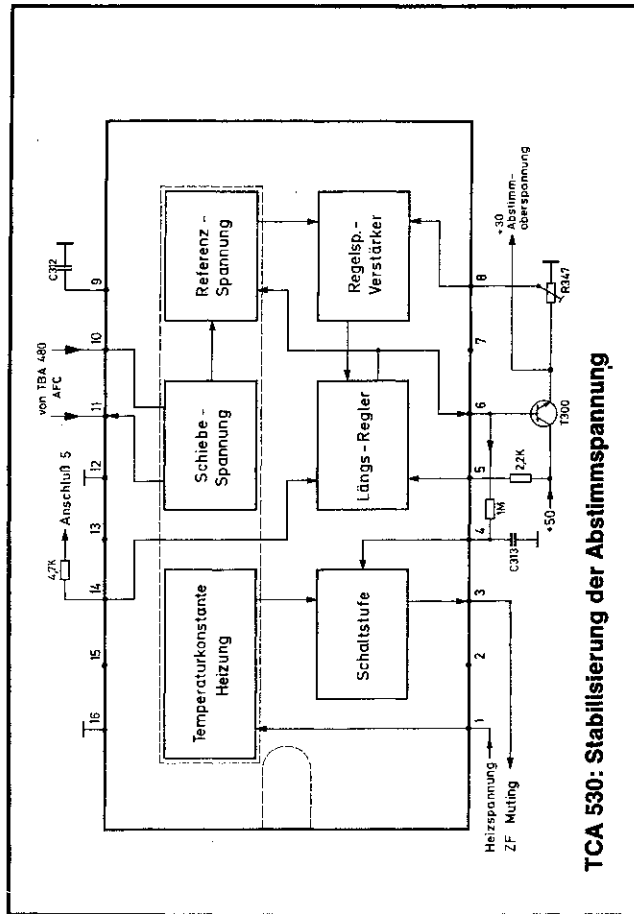 16
15
14
13
12
11
10
9
4,7K
Anschluß 5
von TBA 480
AFC
C312
Temperaturkonstante
Heizung
Schiebe-
Spannung
Referenz-
Spannung
Schaltstufe
Längs-Regler
Regelsp.-
Verstärker
1
2
3
4
5
6
7
8
Heizspannung
ZF Muting
C313
1M
2,2K
+50
T300
R347
+30
Abstimm-
oberspannung
TCA 530: Stabilisierung der Abstimmspannung